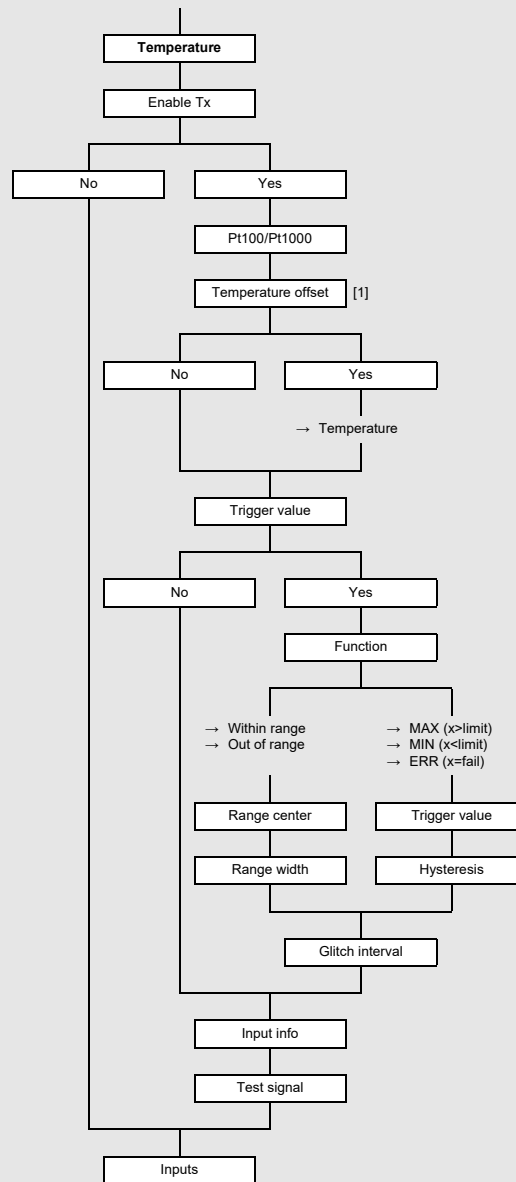 Temperature
Enable Tx
No
Yes
Pt100/Pt1000
Temperature offset [1]
No
Yes
→ Temperature
Trigger value
No
Yes
Function
→ Within range
→ Out of range
→ MAX (x>limit)
→ MIN (x<limit)
→ ERR (x=fail)
Range center
Trigger value
Range width
Hysteresis
Glitch interval
Input info
Test signal
Inputs